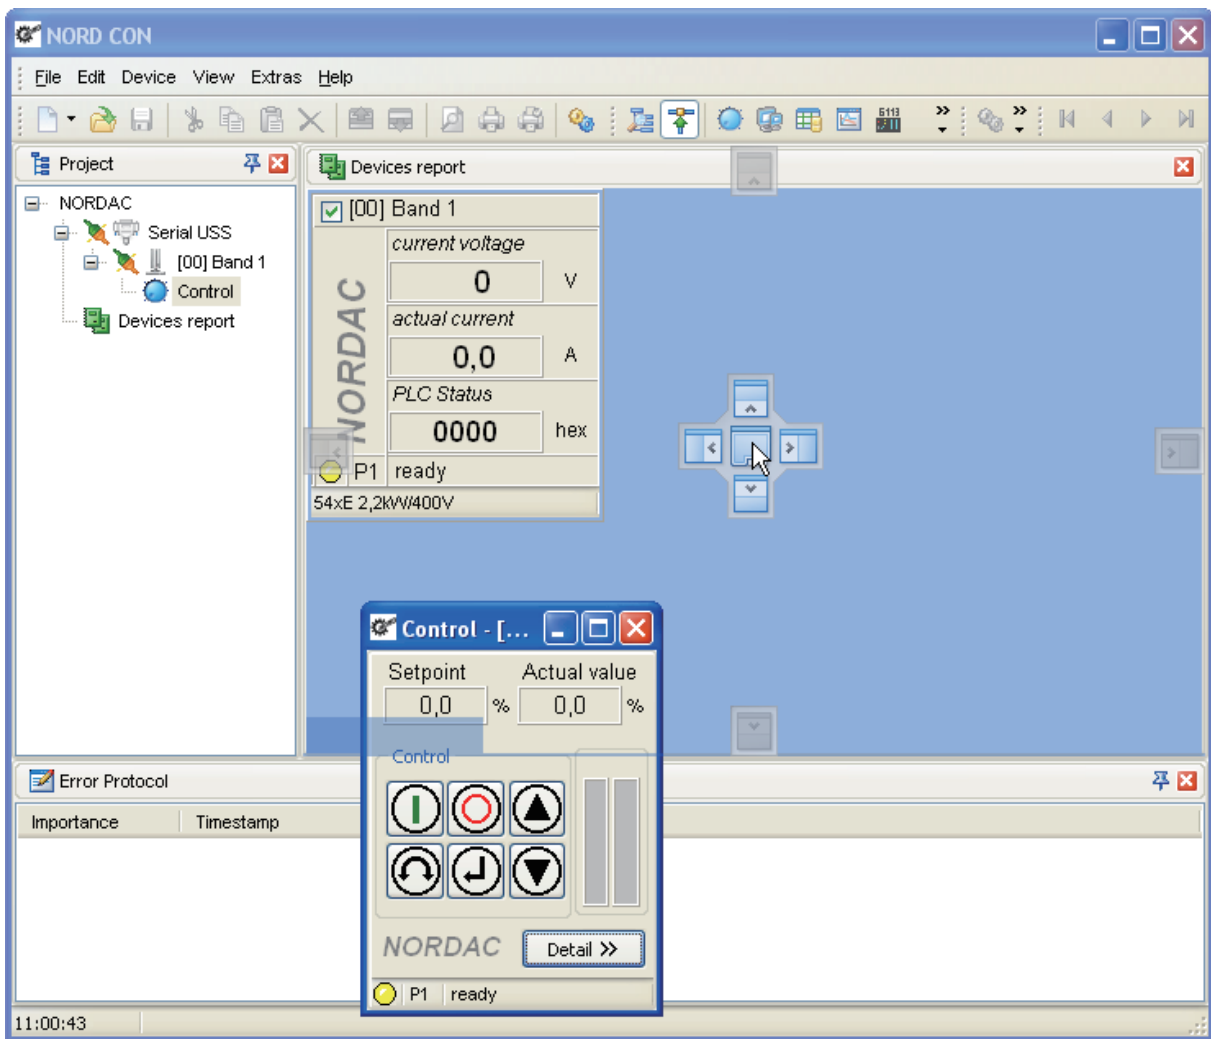 NORD CON
File Edit Device View Extras Help
Project
Devices report
NORDAC
Serial USS
[00] Band 1
Control
Devices report
[00] Band 1
NORDAC
current voltage
0 V
actual current
0,0 A
PLC Status
0000 hex
P1 ready
54xE 2,2kW/400V
Control - [...
Setpoint Actual value
0,0 % 0,0 %
Control
NORDAC
Detail >>
P1 ready
Error Protocol
Importance Timestamp
11:00:43